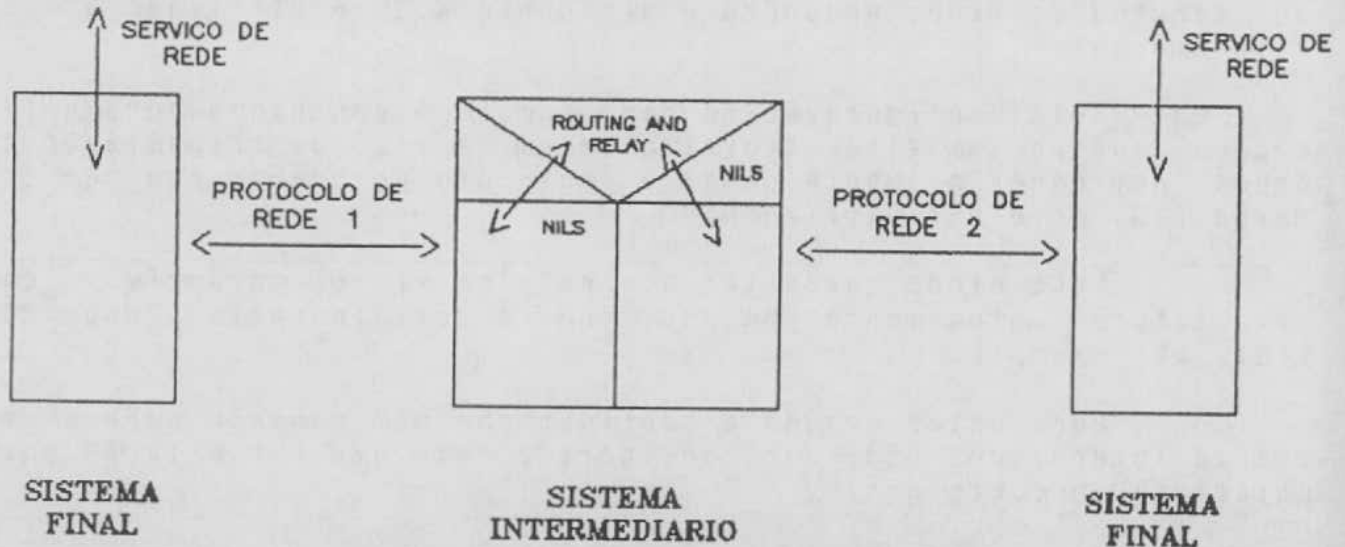 SERVICO DE
REDE
SERVICO DE
REDE
ROUTING AND
RELAY
NILS
PROTOCOLO DE
REDE 1
NILS
PROTOCOLO DE
REDE 2
SISTEMA
FINAL
SISTEMA
INTERMEDIARIO
SISTEMA
FINAL